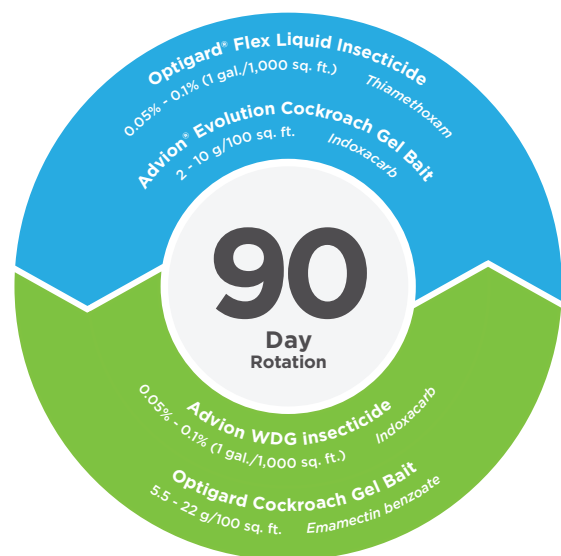 Optigard® Flex Liquid Insecticide
0.05% - 0.1% (1 gal./1,000 sq. ft.) Thiamethoxam
Advion® Evolution Cockroach Gel Bait
2 - 10 g/100 sq. ft. Indoxacarb
90
Day
Rotation
Advion WDG insecticide
0.05% - 0.1% (1 gal./1,000 sq. ft.) Indoxacarb
Optigard Cockroach Gel Bait
5.5 - 22 g/100 sq. ft. Emamectin benzoate